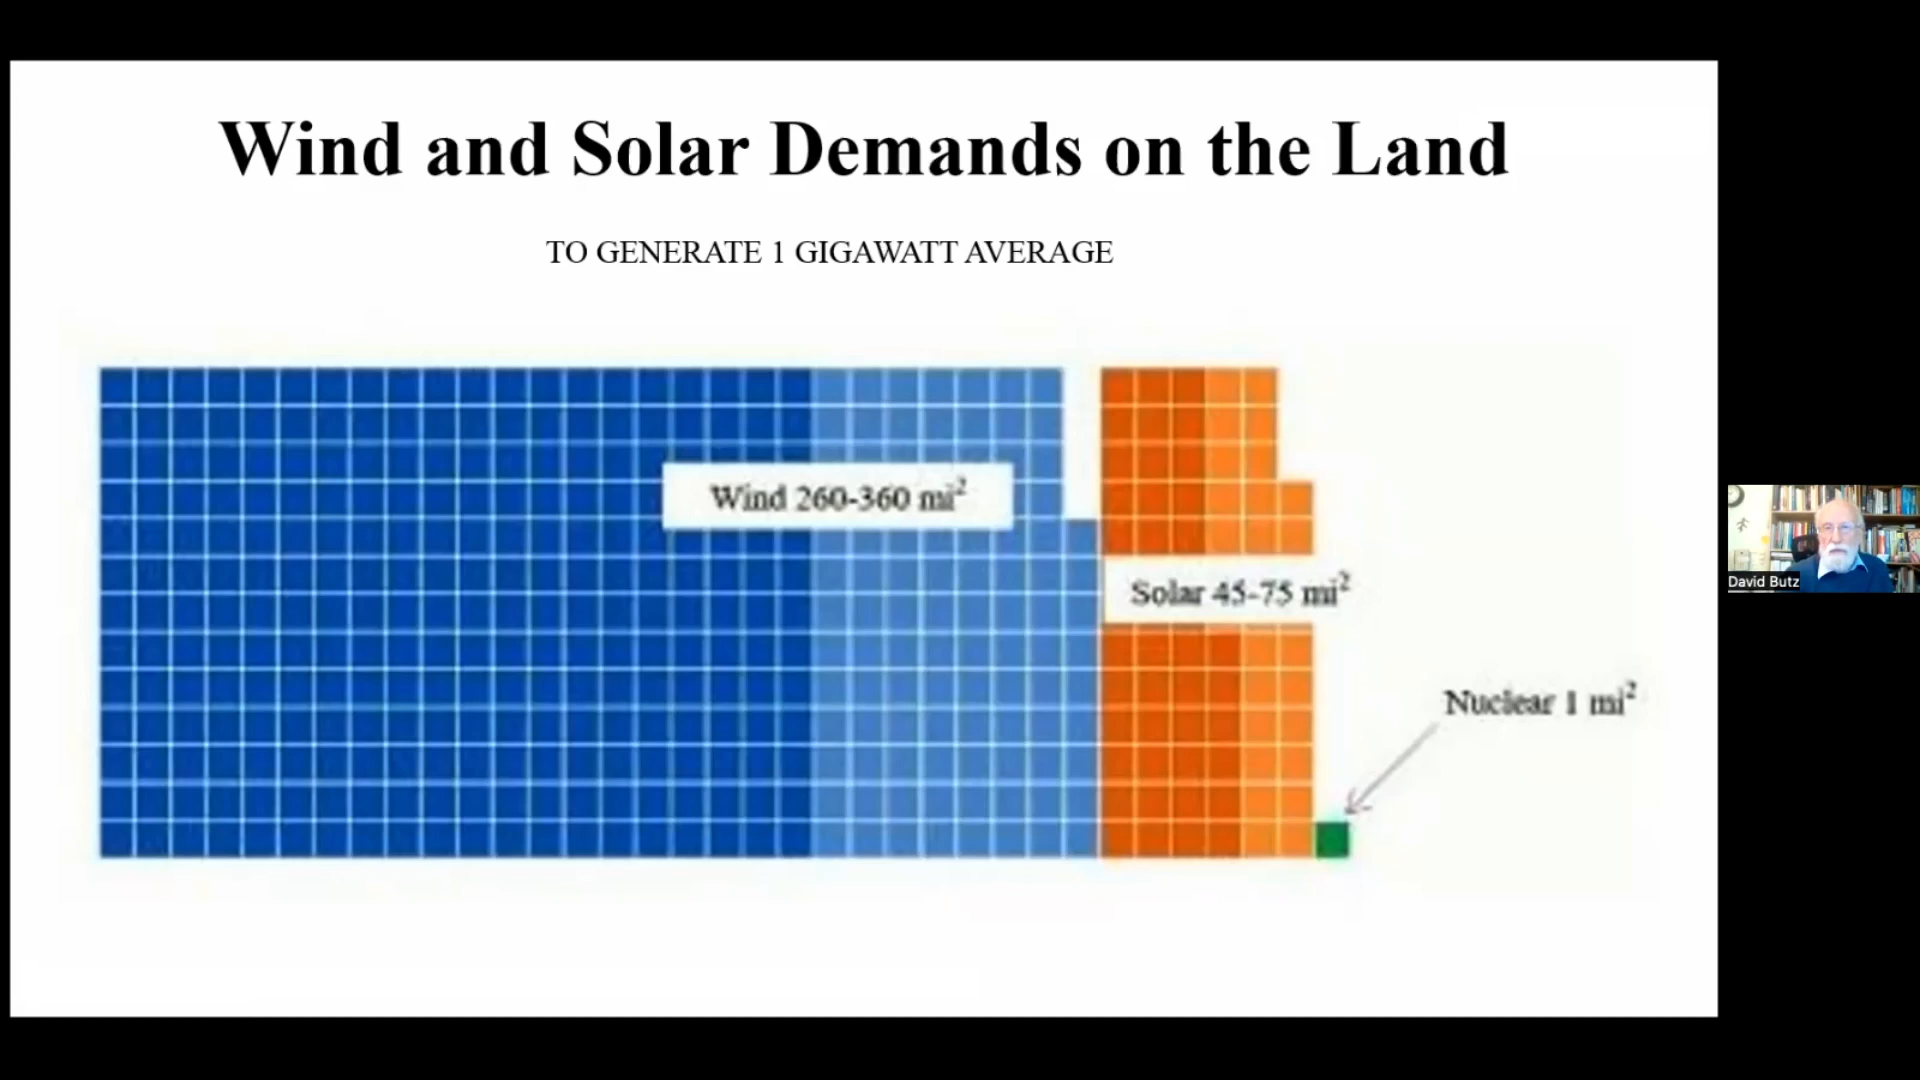 Wind and Solar Demands on the Land
TO GENERATE 1 GIGAWATT AVERAGE
Wind 260-360 mi²
Solar 45-75 mi²
Nuclear 1 mi²
David Butz